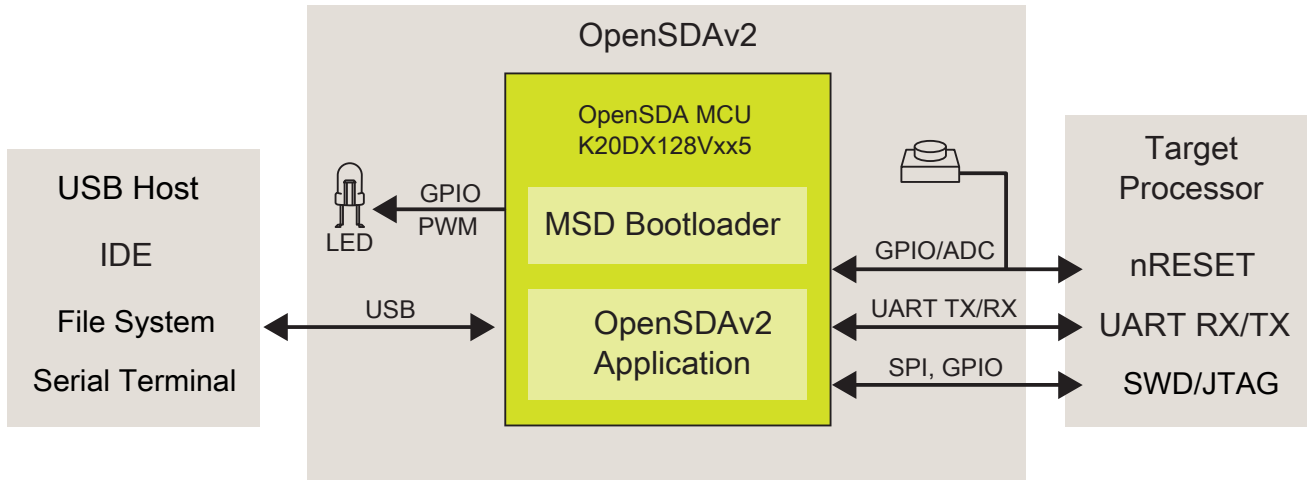 OpenSDAv2
OpenSDA MCU
K20DX128Vxx5
MSD Bootloader
OpenSDAv2
Application
USB Host
IDE
File System
Serial Terminal
LED
GPIO
PWM
USB
GPIO/ADC
UART TX/RX
SPI, GPIO
Target
Processor
nRESET
UART RX/TX
SWD/JTAG